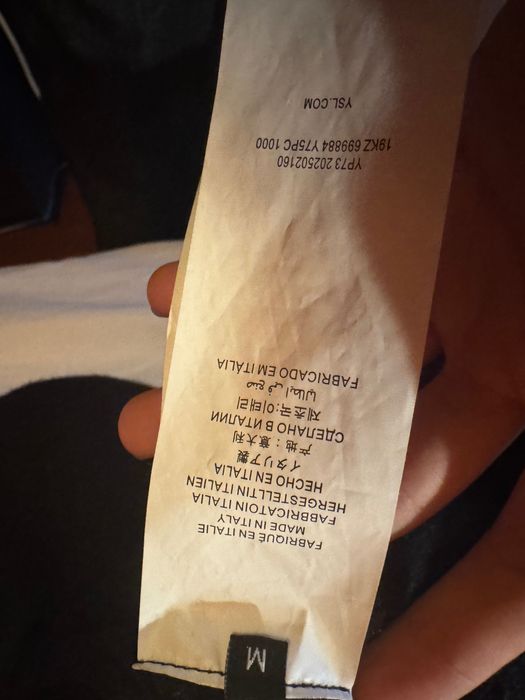 M
FABRIQUÉ EN ITALIE
MADE IN ITALY
FABBRICATO IN ITALIA
HERGESTELLT IN ITALIEN
HECHO EN ITALIA
イタリア製
产地：意大利
СДЕЛАНО В ИТАЛИИ
제조국:이태리
صنع في إيطاليا
FABRICADO EM ITÁLIA
YP73 202502160
19KZ 699884 Y75PC 1000
YSL.COM